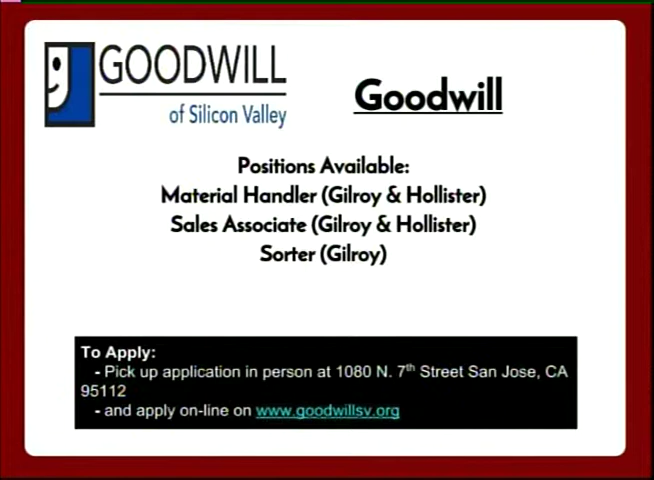 GOODWILL
of Silicon Valley
Goodwill
Positions Available:
Material Handler (Gilroy & Hollister)
Sales Associate (Gilroy & Hollister)
Sorter (Gilroy)
To Apply:
- Pick up application in person at 1080 N. 7th Street San Jose, CA
95112
- and apply on-line on www.goodwillsv.org